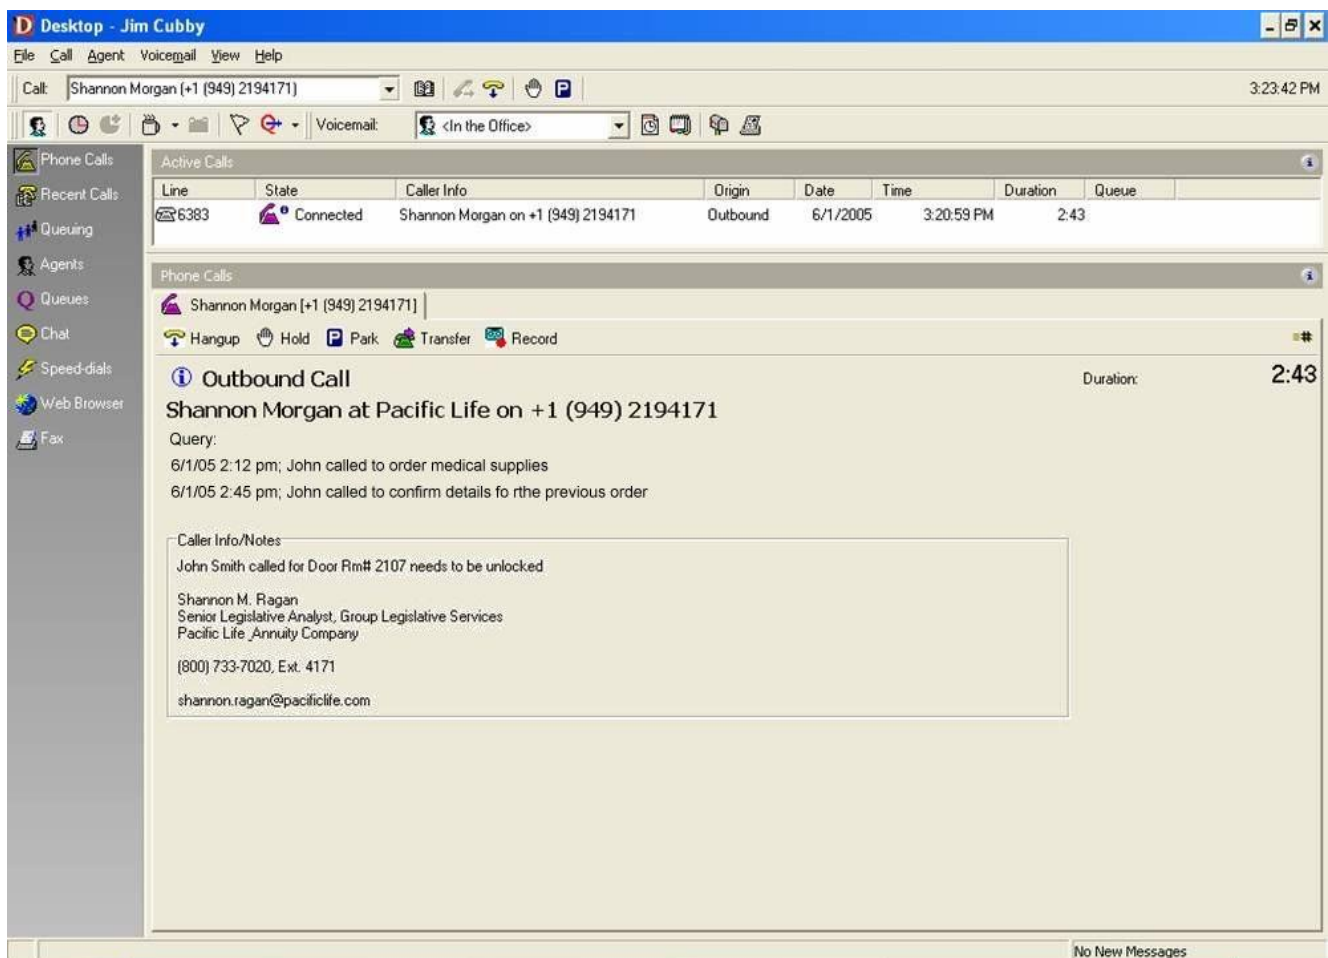 Desktop - Jim Cubby
File Call Agent Voicemail View Help
Call: Shannon Morgan (+1 (949) 2194171) 3:23:42 PM
Voicemail: <In the Office>
Phone Calls
Recent Calls
Queuing
Agents
Queues
Chat
Speed-dials
Web Browser
Fax
Active Calls
Line State Caller Info Origin Date Time Duration Queue
6383 Connected Shannon Morgan on +1 (949) 2194171 Outbound 6/1/2005 3:20:59 PM 2:43
Phone Calls
Shannon Morgan [+1 (949) 2194171]
Hangup Hold Park Transfer Record
Outbound Call Duration: 2:43
Shannon Morgan at Pacific Life on +1 (949) 2194171
Query:
6/1/05 2:12 pm; John called to order medical supplies
6/1/05 2:45 pm; John called to confirm details fo rthe previous order
Caller Info/Notes
John Smith called for Door Rm# 2107 needs to be unlocked
Shannon M. Ragan
Senior Legislative Analyst, Group Legislative Services
Pacific Life _Annuity Company
(800) 733-7020, Ext. 4171
shannon.ragan@pacificlife.com
No New Messages